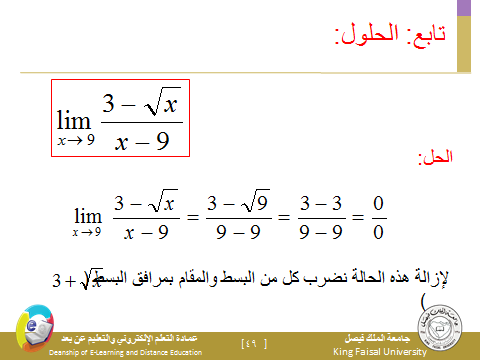 تابع: الحلول:
lim x→9 (3 − √x)/(x − 9)
الحل:
lim x→9 (3 − √x)/(x − 9) = (3 − √9)/(9 − 9) = (3 − 3)/(9 − 9) = 0/0
لإزالة هذه الحالة نضرب كل من البسط والمقام بمرافق البسط ( 3 + √x
)
عمادة التعلم الإلكتروني والتعليم عن بعد
Deanship of E-Learning and Distance Education
[ ٤٩ ]
جامعة الملك فيصل
King Faisal University